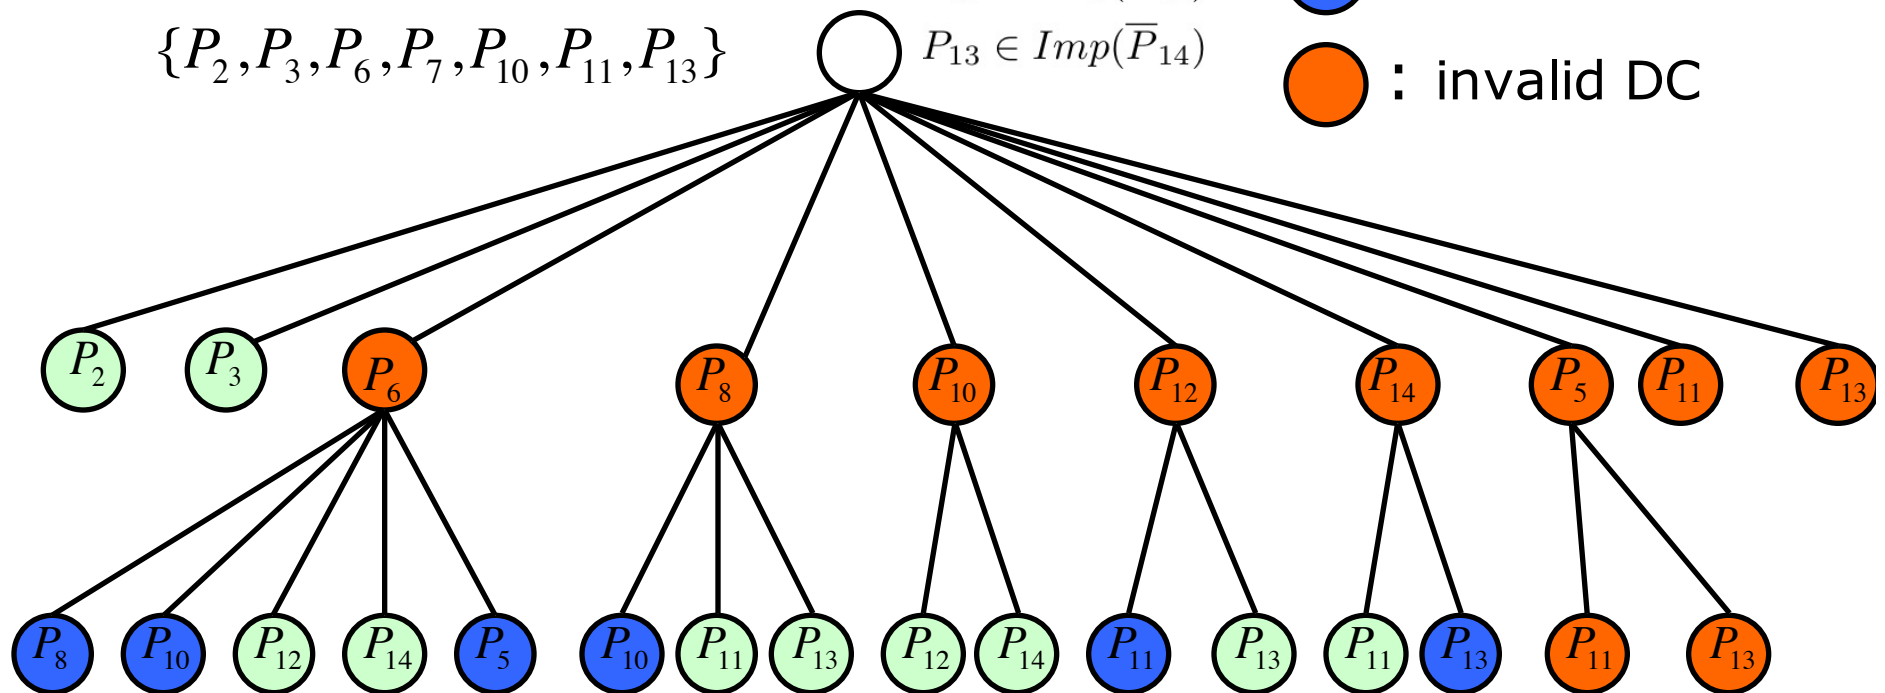 {P₂,P₃,P₆,P₇,P₁₀,P₁₁,P₁₃}
P₁₃ ∈ Imp(P̅₁₄)
: invalid DC
P₂ P₃ P₆ P₈ P₁₀ P₁₂ P₁₄ P₅ P₁₁ P₁₃
P₈ P₁₀ P₁₂ P₁₄ P₅ P₁₀ P₁₁ P₁₃ P₁₂ P₁₄ P₁₁ P₁₃ P₁₁ P₁₃ P₁₁ P₁₃